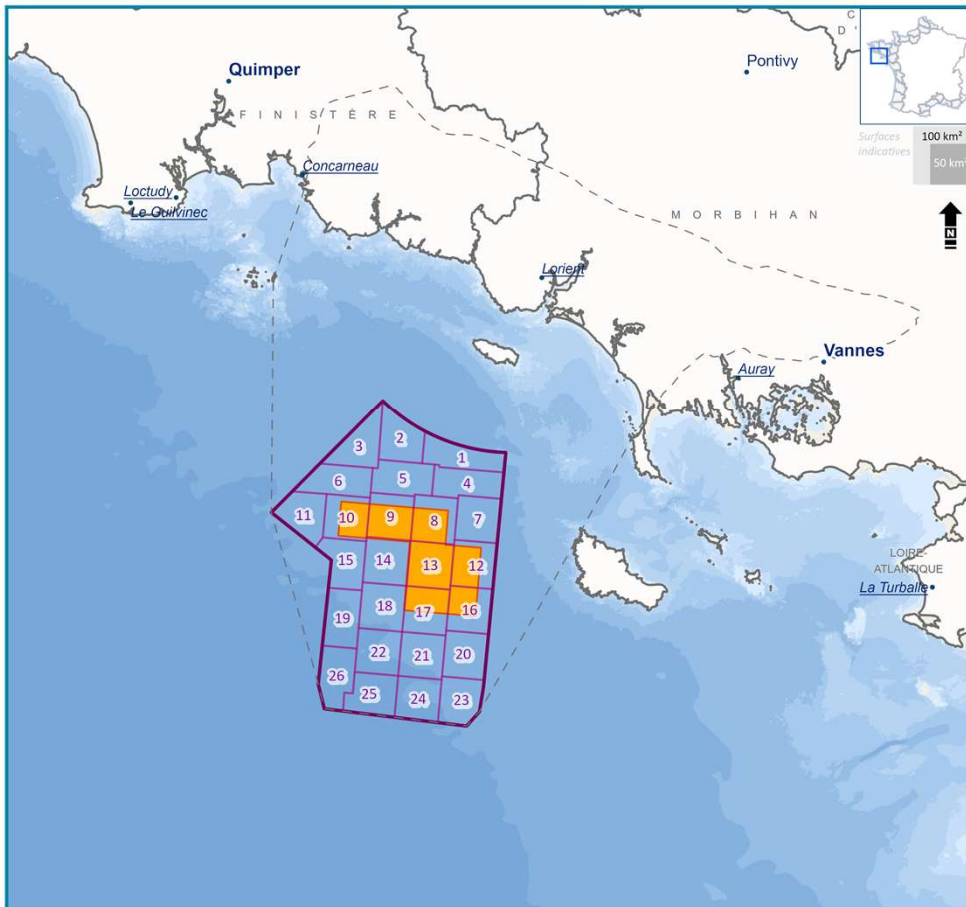 C
D'
Quimper
Pontivy
FINISTÈRE
Surfaces
indicatives
100 km²
50 km²
Concarneau
Loctudy
Le Guilvinec
MORBIHAN
N
Lorient
Vannes
Auray
2
3
1
5
6
4
11
10
9
8
7
15
14
13
12
LOIRE-
ATLANTIQUE
La Turballe
19
18
17
16
22
21
20
26
25
24
23